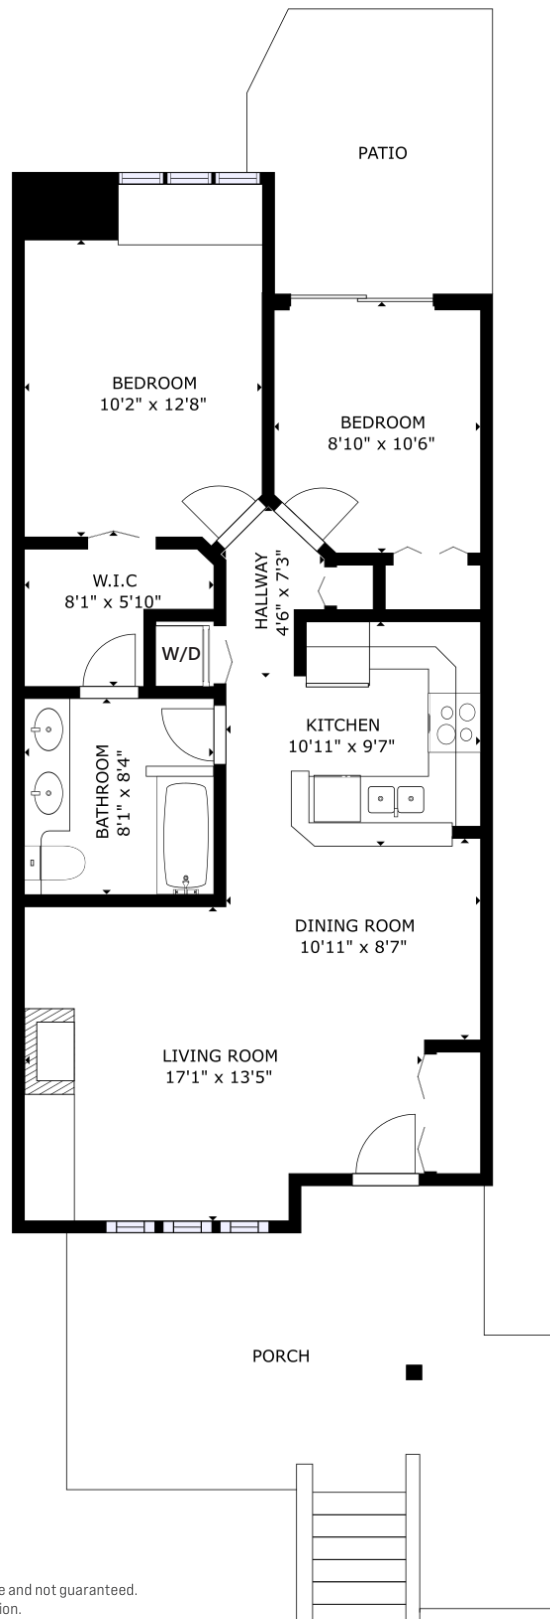 PATIO
BEDROOM
10'2" x 12'8"
BEDROOM
8'10" x 10'6"
W.I.C
8'1" x 5'10"
HALLWAY
4'6" x 7'3"
W/D
KITCHEN
10'11" x 9'7"
BATHROOM
8'1" x 8'4"
DINING ROOM
10'11" x 8'7"
LIVING ROOM
17'1" x 13'5"
PORCH
e and not guaranteed.
ion.